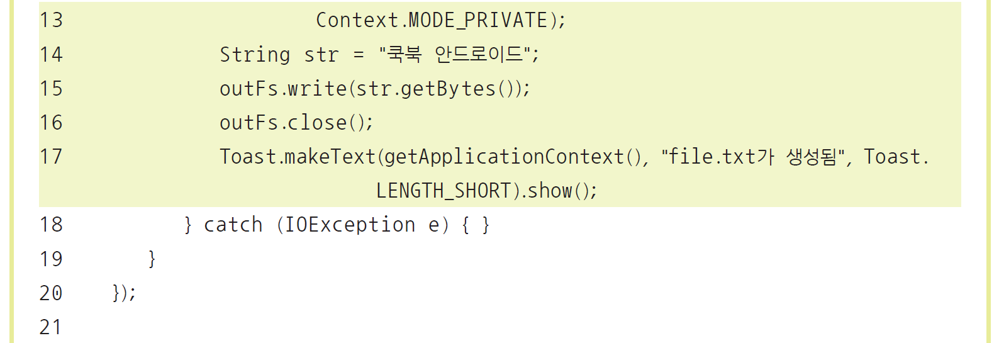 13 Context.MODE_PRIVATE);
14 String str = "쿡북 안드로이드";
15 outFs.write(str.getBytes());
16 outFs.close();
17 Toast.makeText(getApplicationContext(), "file.txt가 생성됨", Toast.
LENGTH_SHORT).show();
18 } catch (IOException e) { }
19 }
20 });
21